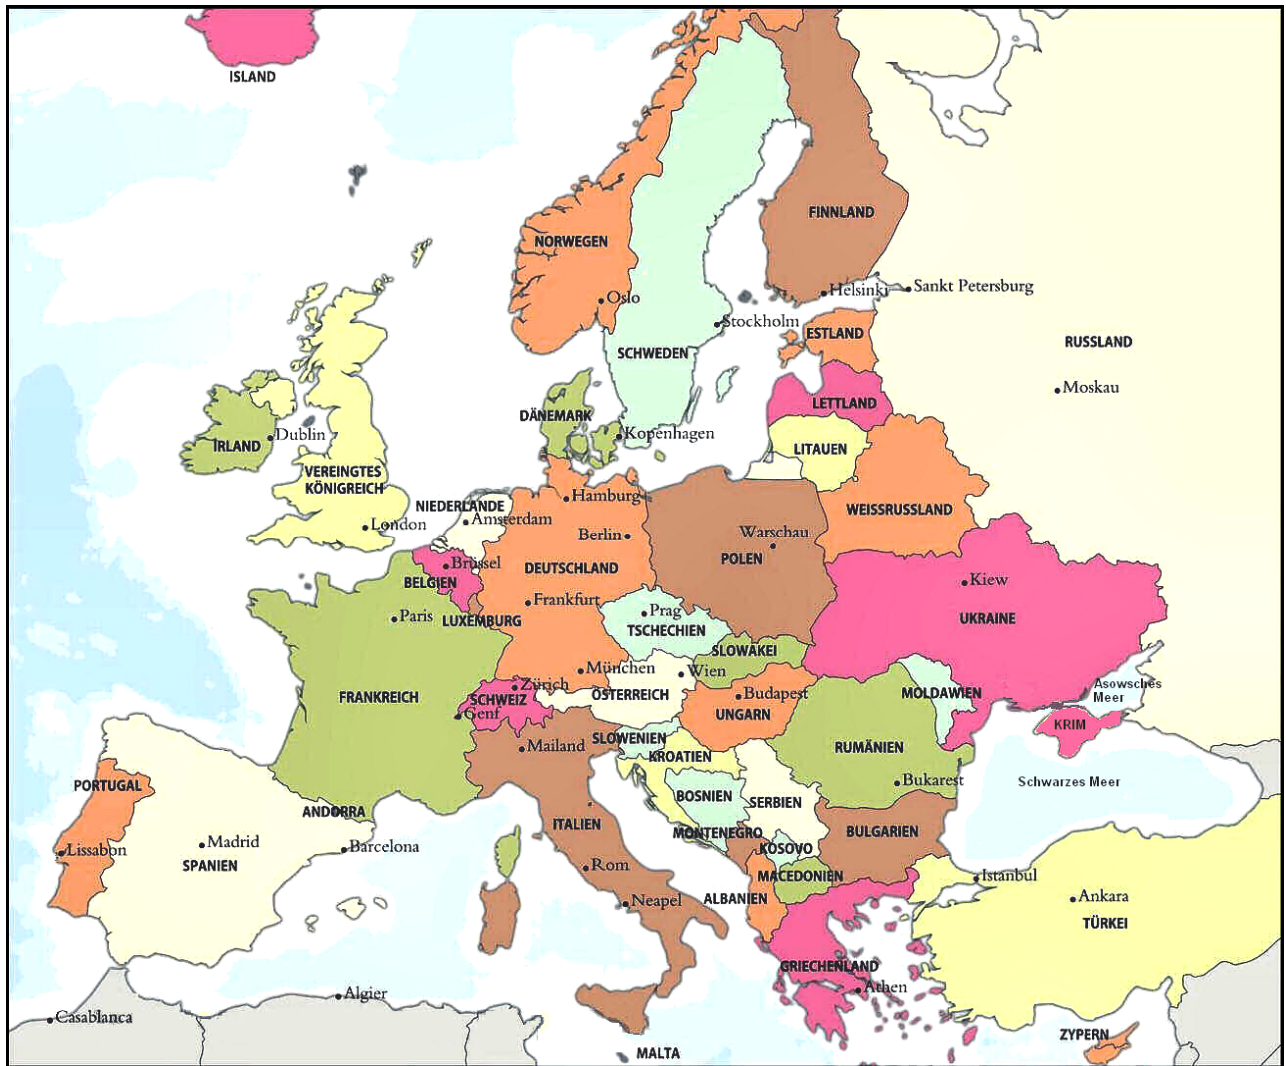 ISLAND
FINNLAND
NORWEGEN
Oslo
Helsinki
Sankt Petersburg
Stockholm
ESTLAND
SCHWEDEN
RUSSLAND
Moskau
LETTLAND
DÄNEMARK
Kopenhagen
Dublin
IRLAND
LITAUEN
VEREINGTES
KÖNIGREICH
NIEDERLANDE
Hamburg
WEISSRUSSLAND
London
Amsterdam
Berlin
Warschau
POLEN
Brüssel
BELGIEN
DEUTSCHLAND
Kiew
Frankfurt
Prag
Paris
LUXEMBURG
TSCHECHIEN
UKRAINE
SLOWAKEI
München
Wien
Zürich
SCHWEIZ
Genf
ÖSTERREICH
Budapest
UNGARN
MOLDAWIEN
Asowsches
Meer
FRANKREICH
KRIM
Mailand
SLOWENIEN
KROATIEN
RUMÄNIEN
Bukarest
Schwarzes Meer
PORTUGAL
BOSNIEN
SERBIEN
ANDORRA
ITALIEN
MONTENEGRO
KOSOVO
BULGARIEN
Lissabon
Madrid
SPANIEN
Barcelona
Rom
MACEDONIEN
Istanbul
Neapel
ALBANIEN
Ankara
TÜRKEI
GRIECHENLAND
Athen
Algier
Casablanca
MALTA
ZYPERN